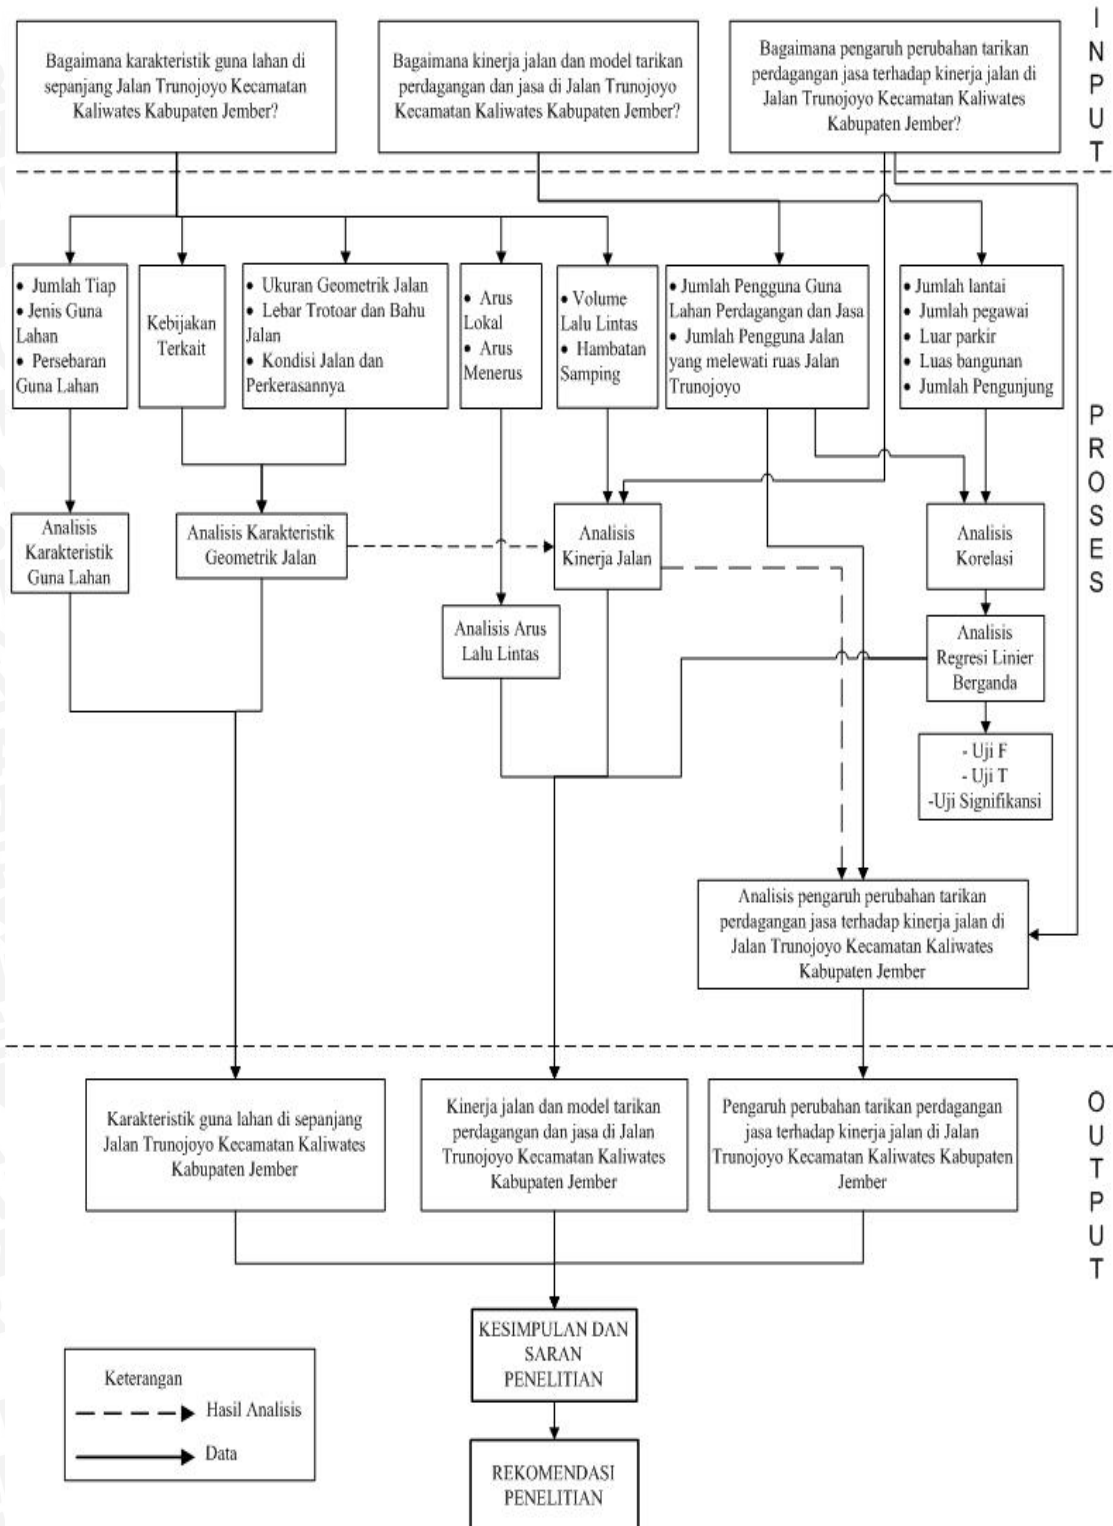 INPUT
Bagaimana karakteristik guna lahan di
sepanjang Jalan Trunojoyo Kecamatan
Kaliwates Kabupaten Jember?
Bagaimana kinerja jalan dan model tarikan
perdagangan dan jasa di Jalan Trunojoyo
Kecamatan Kaliwates Kabupaten Jember?
Bagaimana pengaruh perubahan tarikan
perdagangan jasa terhadap kinerja jalan di
Jalan Trunojoyo Kecamatan Kaliwates
Kabupaten Jember?
PROSES
• Jumlah Tiap
• Jenis Guna
Lahan
• Persebaran
Guna Lahan
Kebijakan
Terkait
• Ukuran Geometrik Jalan
• Lebar Trotoar dan Bahu
Jalan
• Kondisi Jalan dan
Perkerasannya
• Arus
Lokal
• Arus
Menerus
• Volume
Lalu Lintas
• Hambatan
Samping
• Jumlah Pengguna Guna
Lahan Perdagangan dan Jasa
• Jumlah Pengguna Jalan
yang melewati ruas Jalan
Trunojoyo
• Jumlah lantai
• Jumlah pegawai
• Luar parkir
• Luas bangunan
• Jumlah Pengunjung
Analisis
Karakteristik
Guna Lahan
Analisis Karakteristik
Geometrik Jalan
Analisis
Kinerja Jalan
Analisis
Korelasi
Analisis Arus
Lalu Lintas
Analisis
Regresi Linier
Berganda
- Uji F
- Uji T
-Uji Signifikansi
Analisis pengaruh perubahan tarikan
perdagangan jasa terhadap kinerja jalan di
Jalan Trunojoyo Kecamatan Kaliwates
Kabupaten Jember
OUTPUT
Karakteristik guna lahan di sepanjang
Jalan Trunojoyo Kecamatan Kaliwates
Kabupaten Jember
Kinerja jalan dan model tarikan
perdagangan dan jasa di Jalan
Trunojoyo Kecamatan Kaliwates
Kabupaten Jember
Pengaruh perubahan tarikan perdagangan
jasa terhadap kinerja jalan di Jalan
Trunojoyo Kecamatan Kaliwates Kabupaten
Jember
KESIMPULAN DAN
SARAN
PENELITIAN
REKOMENDASI
PENELITIAN
Keterangan
Hasil Analisis
Data